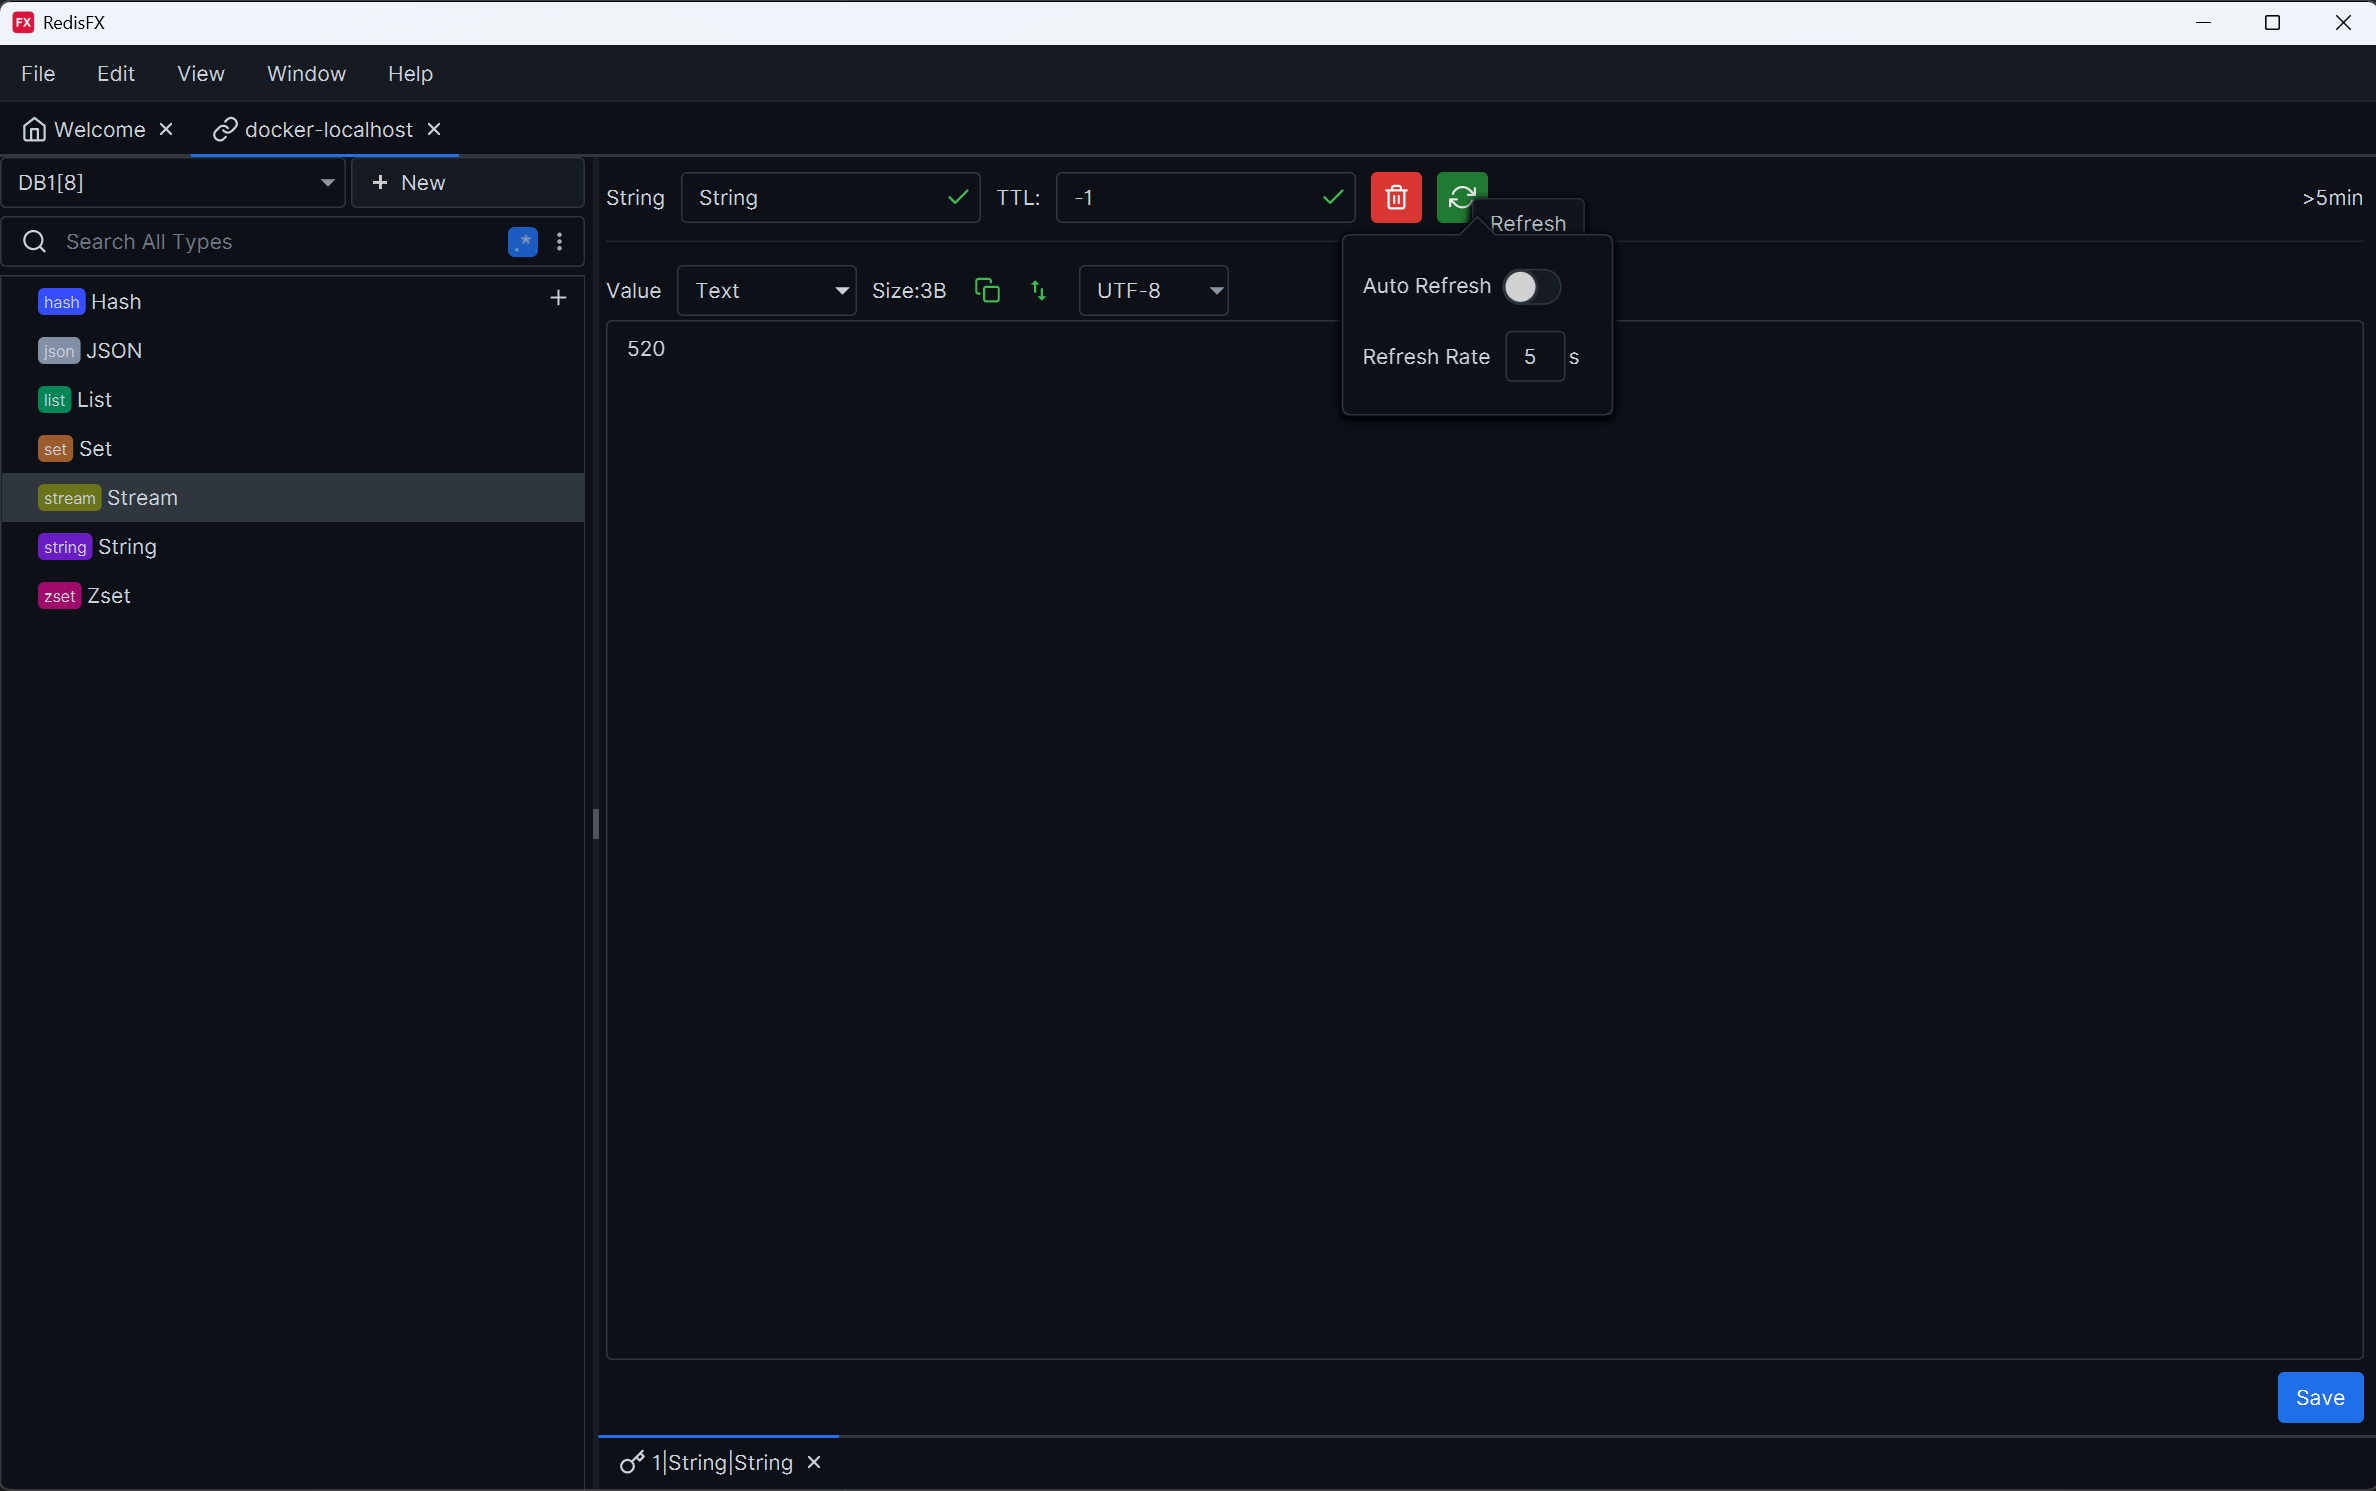 FX RedisFX
File Edit View Window Help
Welcome docker-localhost
DB1[8] + New
String String TTL: -1 >5min
Refresh
Search All Types .*
Auto Refresh
Refresh Rate 5 s
Value Text Size:3B UTF-8
520
hash Hash
json JSON
list List
set Set
stream Stream
string String
zset Zset
Save
1|String|String